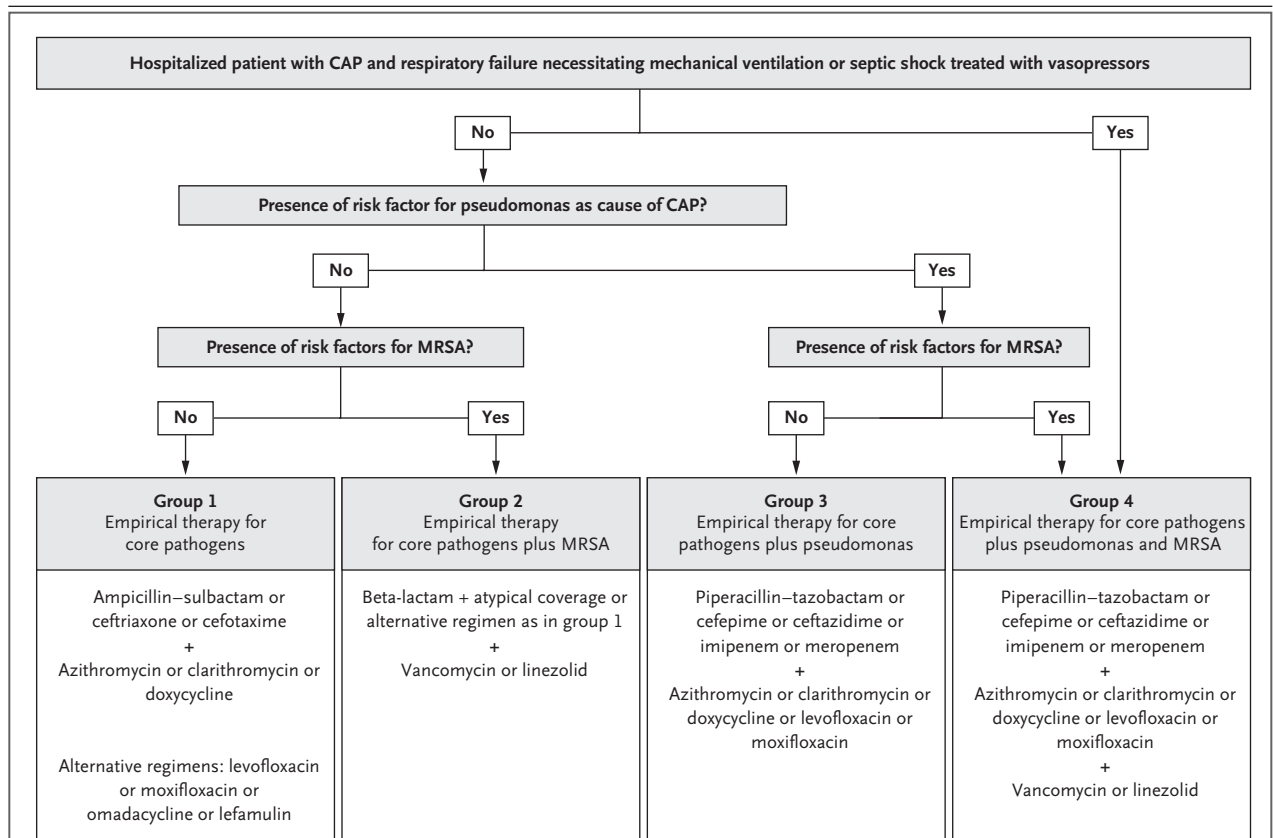 Hospitalized patient with CAP and respiratory failure necessitating mechanical ventilation or septic shock treated with vasopressors
No
Yes
Presence of risk factor for pseudomonas as cause of CAP?
No
Yes
Presence of risk factors for MRSA?
Presence of risk factors for MRSA?
No
Yes
No
Yes
Group 1
Empirical therapy for
core pathogens
Ampicillin–sulbactam or
ceftriaxone or cefotaxime
+
Azithromycin or clarithromycin or
doxycycline
Alternative regimens: levofloxacin
or moxifloxacin or
omadacycline or lefamulin
Group 2
Empirical therapy
for core pathogens plus MRSA
Beta-lactam + atypical coverage or
alternative regimen as in group 1
+
Vancomycin or linezolid
Group 3
Empirical therapy for core
pathogens plus pseudomonas
Piperacillin–tazobactam or
cefepime or ceftazidime or
imipenem or meropenem
+
Azithromycin or clarithromycin or
doxycycline or levofloxacin or
moxifloxacin
Group 4
Empirical therapy for core pathogens
plus pseudomonas and MRSA
Piperacillin–tazobactam or
cefepime or ceftazidime or
imipenem or meropenem
+
Azithromycin or clarithromycin or
doxycycline or levofloxacin or
moxifloxacin
+
Vancomycin or linezolid